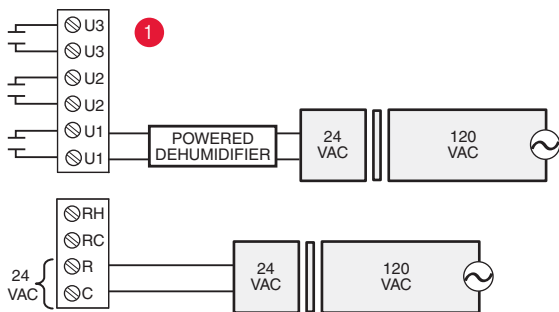 U3
1
U3
U2
U2
U1
U1
POWERED
DEHUMIDIFIER
24
VAC
120
VAC
RH
RC
R
C
24
VAC
24
VAC
120
VAC